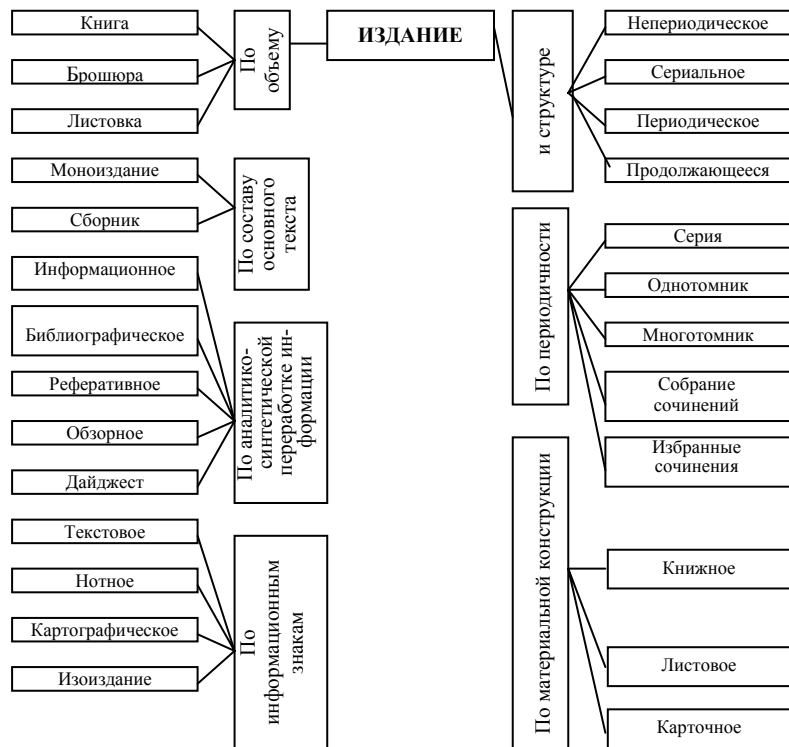 ИЗДАНИЕ
Книга
Брошюра
Листовка
По
объему
Моноиздание
Сборник
По составу
основного
текста
Информационное
Библиографическое
Реферативное
Обзорное
Дайджест
По аналитико-
синтетической
переработке ин-
формации
Текстовое
Нотное
Картографическое
Изоиздание
По
информационным
знакам
и структуре
Непериодическое
Сериальное
Периодическое
Продолжающееся
По периодичности
Серия
Однотомник
Многотомник
Собрание
сочинений
Избранные
сочинения
По материальной конструкции
Книжное
Листовое
Карточное